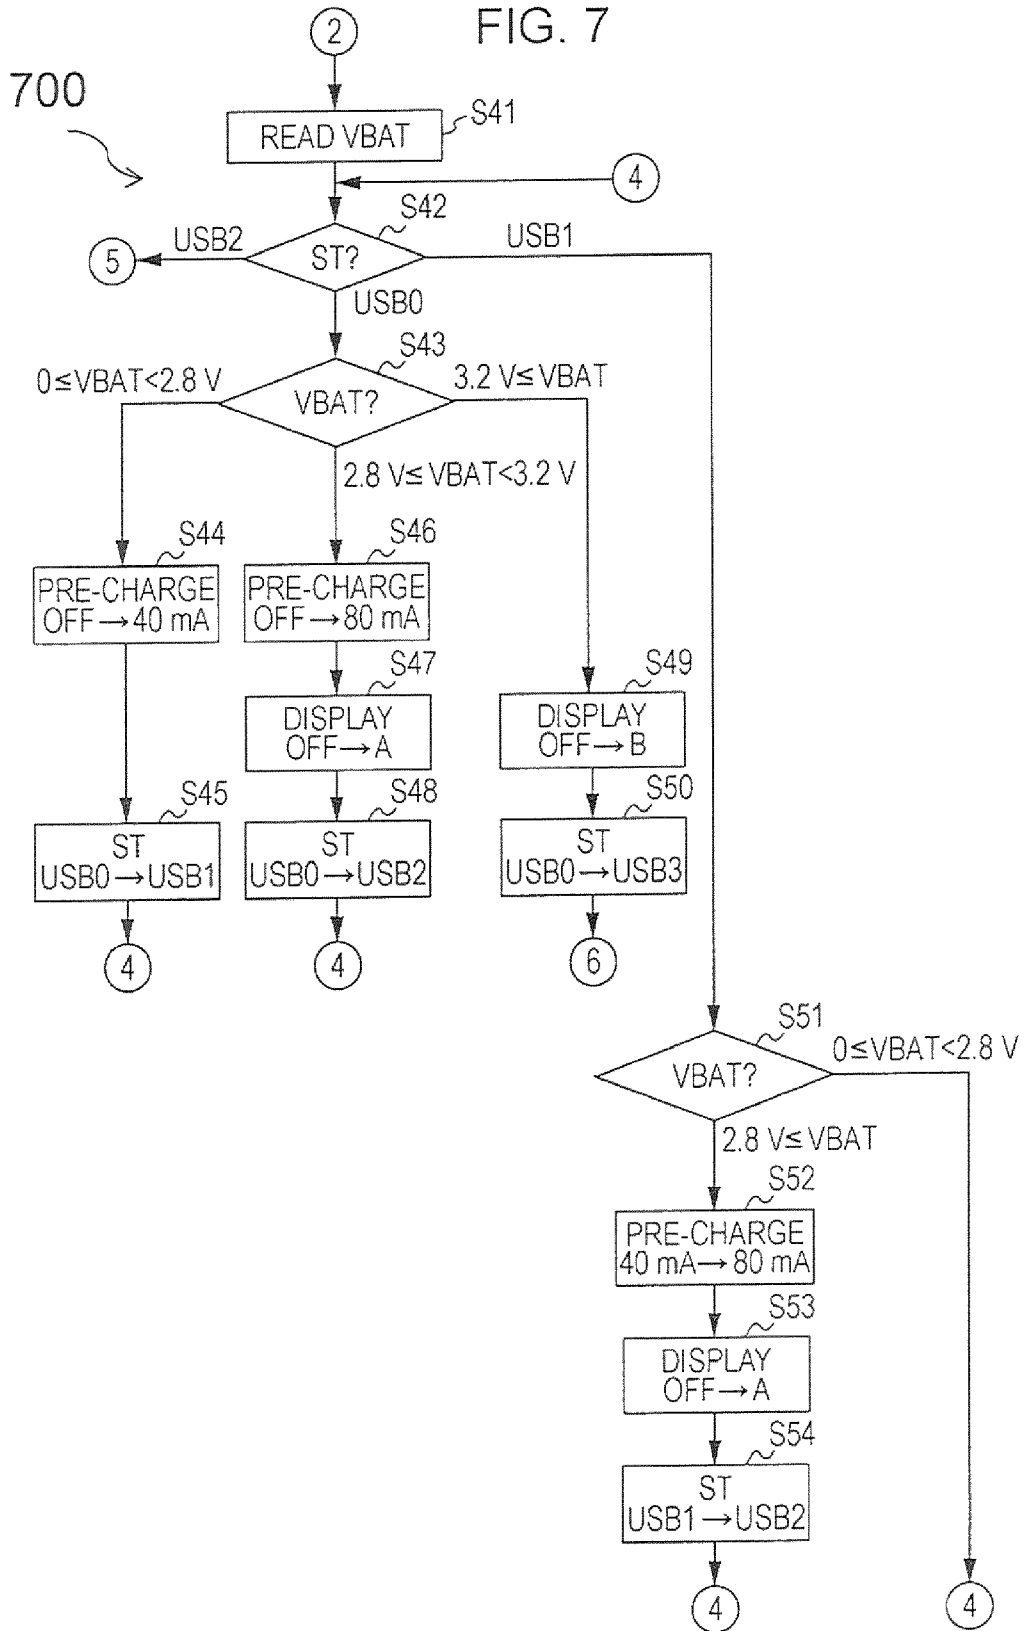 FIG. 7
700
2
READ VBAT
S41
4
S42
ST?
USB2
5
USB1
USB0
S43
VBAT?
0≤VBAT<2.8 V
3.2 V≤VBAT
2.8 V≤VBAT<3.2 V
S44
PRE-CHARGE
OFF→40 mA
S46
PRE-CHARGE
OFF→80 mA
S47
DISPLAY
OFF→A
S49
DISPLAY
OFF→B
S45
ST
USB0→USB1
S48
ST
USB0→USB2
S50
ST
USB0→USB3
4
4
6
S51
VBAT?
0≤VBAT<2.8 V
2.8 V≤VBAT
S52
PRE-CHARGE
40 mA→80 mA
S53
DISPLAY
OFF→A
S54
ST
USB1→USB2
4
4